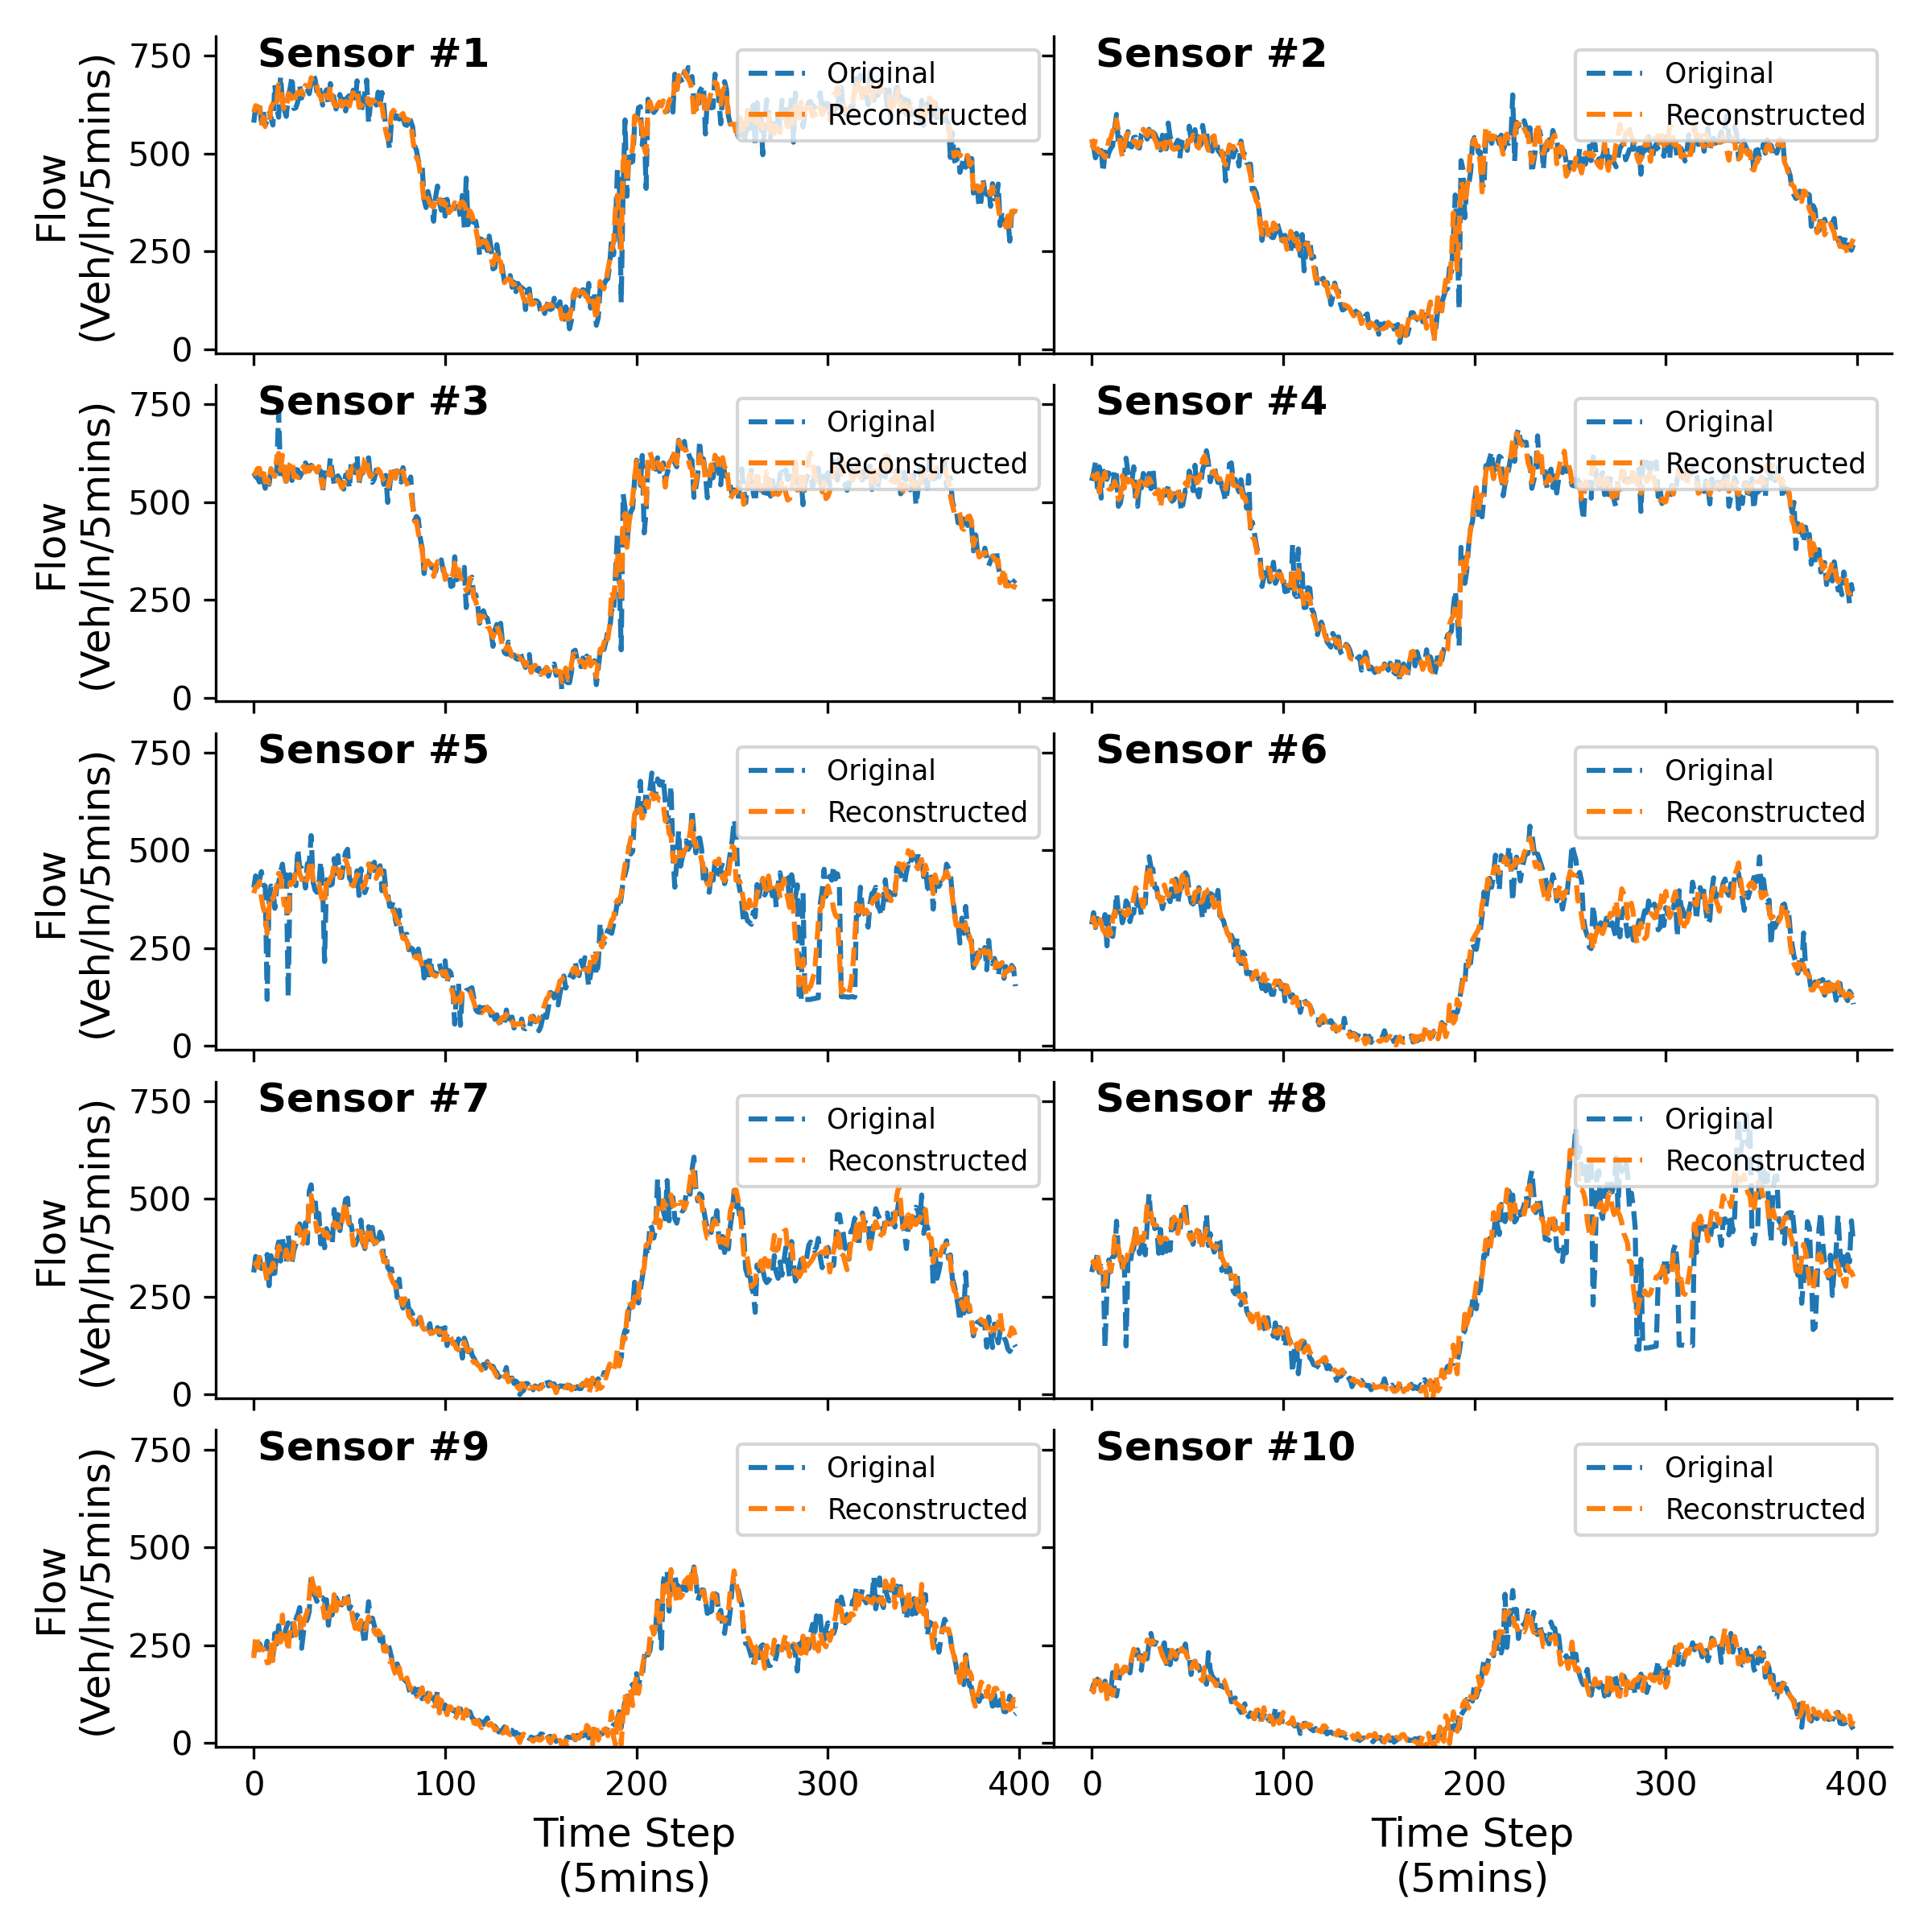 Sensor #1
Original
Reconstructed
750
500
250
0
Flow
(Veh/ln/5mins)
Sensor #2
Original
Reconstructed
Sensor #3
Original
Reconstructed
750
500
250
0
Flow
(Veh/ln/5mins)
Sensor #4
Original
Reconstructed
Sensor #5
Original
Reconstructed
750
500
250
0
Flow
(Veh/ln/5mins)
Sensor #6
Original
Reconstructed
Sensor #7
Original
Reconstructed
750
500
250
0
Flow
(Veh/ln/5mins)
Sensor #8
Original
Reconstructed
Sensor #9
Original
Reconstructed
750
500
250
0
Flow
(Veh/ln/5mins)
0 100 200 300 400
Time Step
(5mins)
Sensor #10
Original
Reconstructed
0 100 200 300 400
Time Step
(5mins)